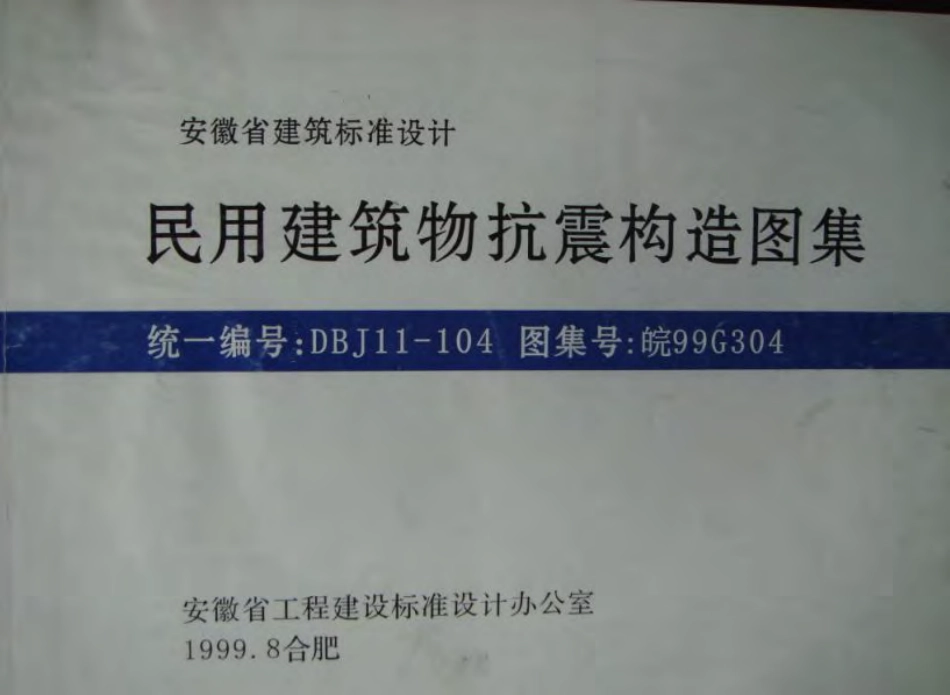 安徽省建筑标准设计
民用建筑物抗震构造图集
统一编号:DBJ11-104 图集号:皖99G304
安徽省工程建设标准设计办公室
1999.8合肥